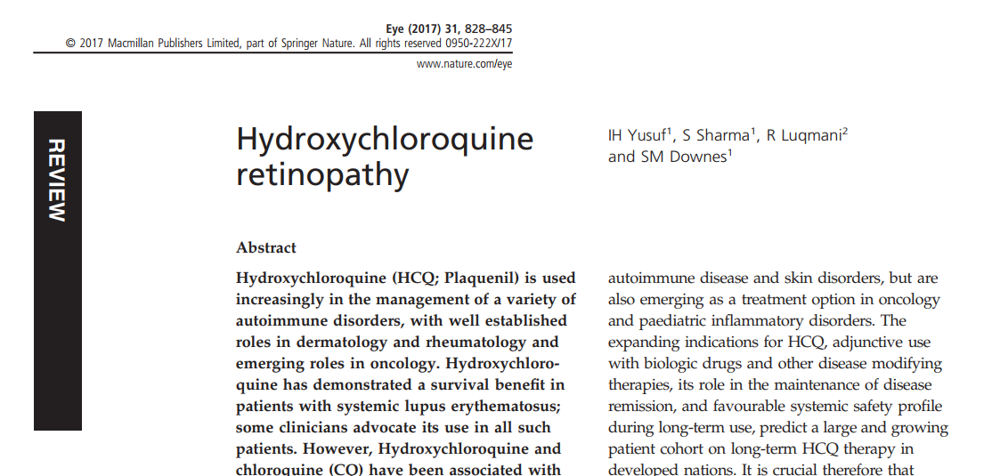 Eye (2017) 31, 828–845
© 2017 Macmillan Publishers Limited, part of Springer Nature. All rights reserved 0950-222X/17
www.nature.com/eye
REVIEW
Hydroxychloroquine
retinopathy
IH Yusuf¹, S Sharma¹, R Luqmani²
and SM Downes¹
Abstract
Hydroxychloroquine (HCQ; Plaquenil) is used
increasingly in the management of a variety of
autoimmune disorders, with well established
roles in dermatology and rheumatology and
emerging roles in oncology. Hydroxychloro-
quine has demonstrated a survival benefit in
patients with systemic lupus erythematosus;
some clinicians advocate its use in all such
patients. However, Hydroxychloroquine and
chloroquine (CQ) have been associated with
autoimmune disease and skin disorders, but are
also emerging as a treatment option in oncology
and paediatric inflammatory disorders. The
expanding indications for HCQ, adjunctive use
with biologic drugs and other disease modifying
therapies, its role in the maintenance of disease
remission, and favourable systemic safety profile
during long-term use, predict a large and growing
patient cohort on long-term HCQ therapy in
developed nations. It is crucial therefore that